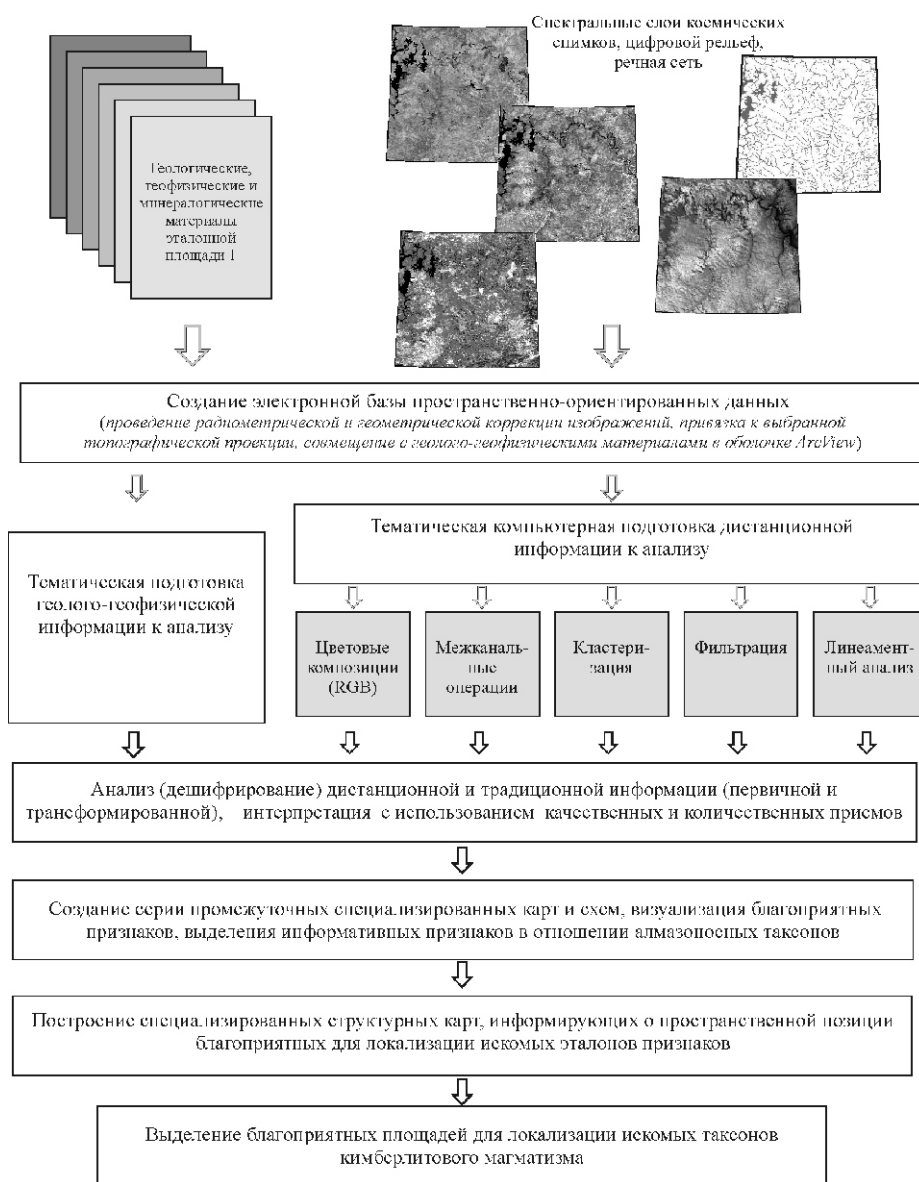 Спектральные слои космических
снимков, цифровой рельеф,
речная сеть
Геологические,
геофизические и
минералогические
материалы
эталонной
площади 1
Создание электронной базы пространственно-ориентированных данных
(проведение радиометрической и геометрической коррекции изображений, привязка к выбранной
топографической проекции, совмещение с геолого-геофизическими материалами в оболочке ArcView)
Тематическая компьютерная подготовка дистанционной
информации к анализу
Тематическая подготовка
геолого-геофизической
информации к анализу
Цветовые
композиции
(RGB)
Межканаль-
ные
операции
Кластери-
зация
Фильтрация
Линеамент-
ный анализ
Анализ (дешифрирование) дистанционной и традиционной информации (первичной и
трансформированной), интерпретация с использованием качественных и количественных приемов
Создание серии промежуточных специализированных карт и схем, визуализация благоприятных
признаков, выделения информативных признаков в отношении алмазоносных таксонов
Построение специализированных структурных карт, информирующих о пространственной позиции
благоприятных для локализации искомых эталонов признаков
Выделение благоприятных площадей для локализации искомых таксонов
кимберлитового магматизма